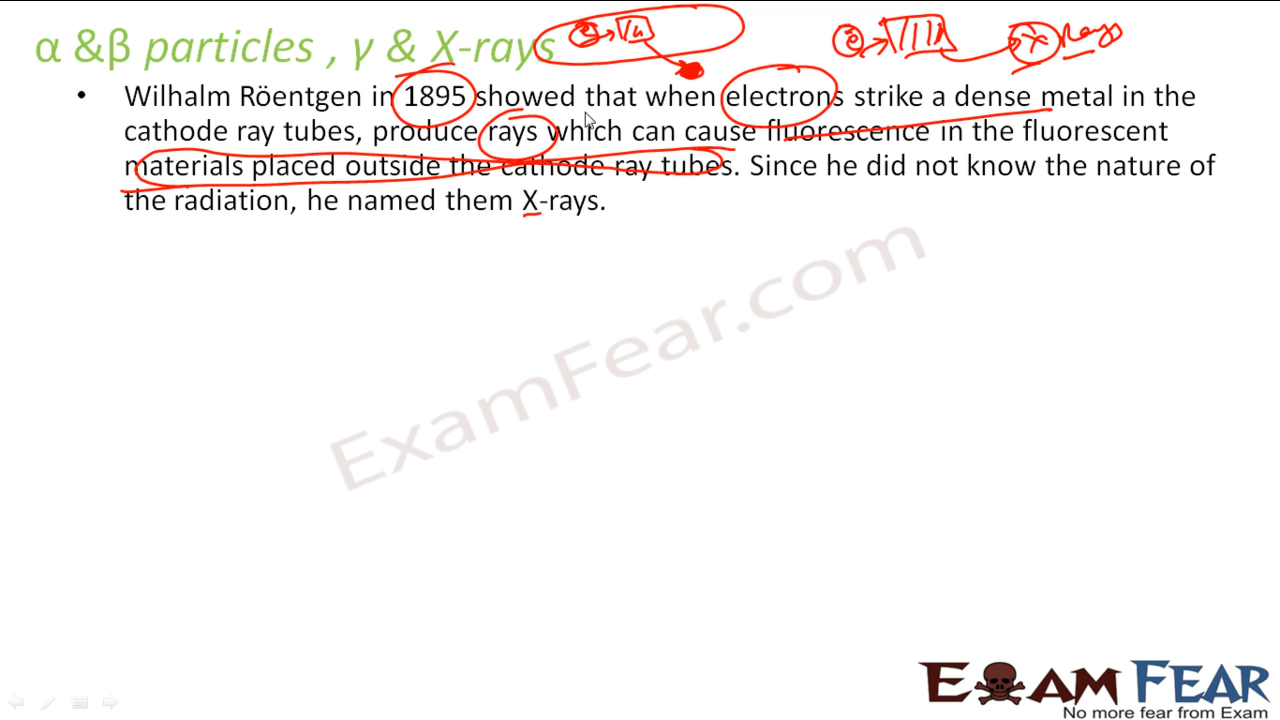 α &β particles , γ & X-rays
• Wilhalm Röentgen in 1895 showed that when electrons strike a dense metal in the
cathode ray tubes, produce rays which can cause fluorescence in the fluorescent
materials placed outside the cathode ray tubes. Since he did not know the nature of
the radiation, he named them X-rays.
x rays
ExamFear.com
EXAM FEAR
No more fear from Exam